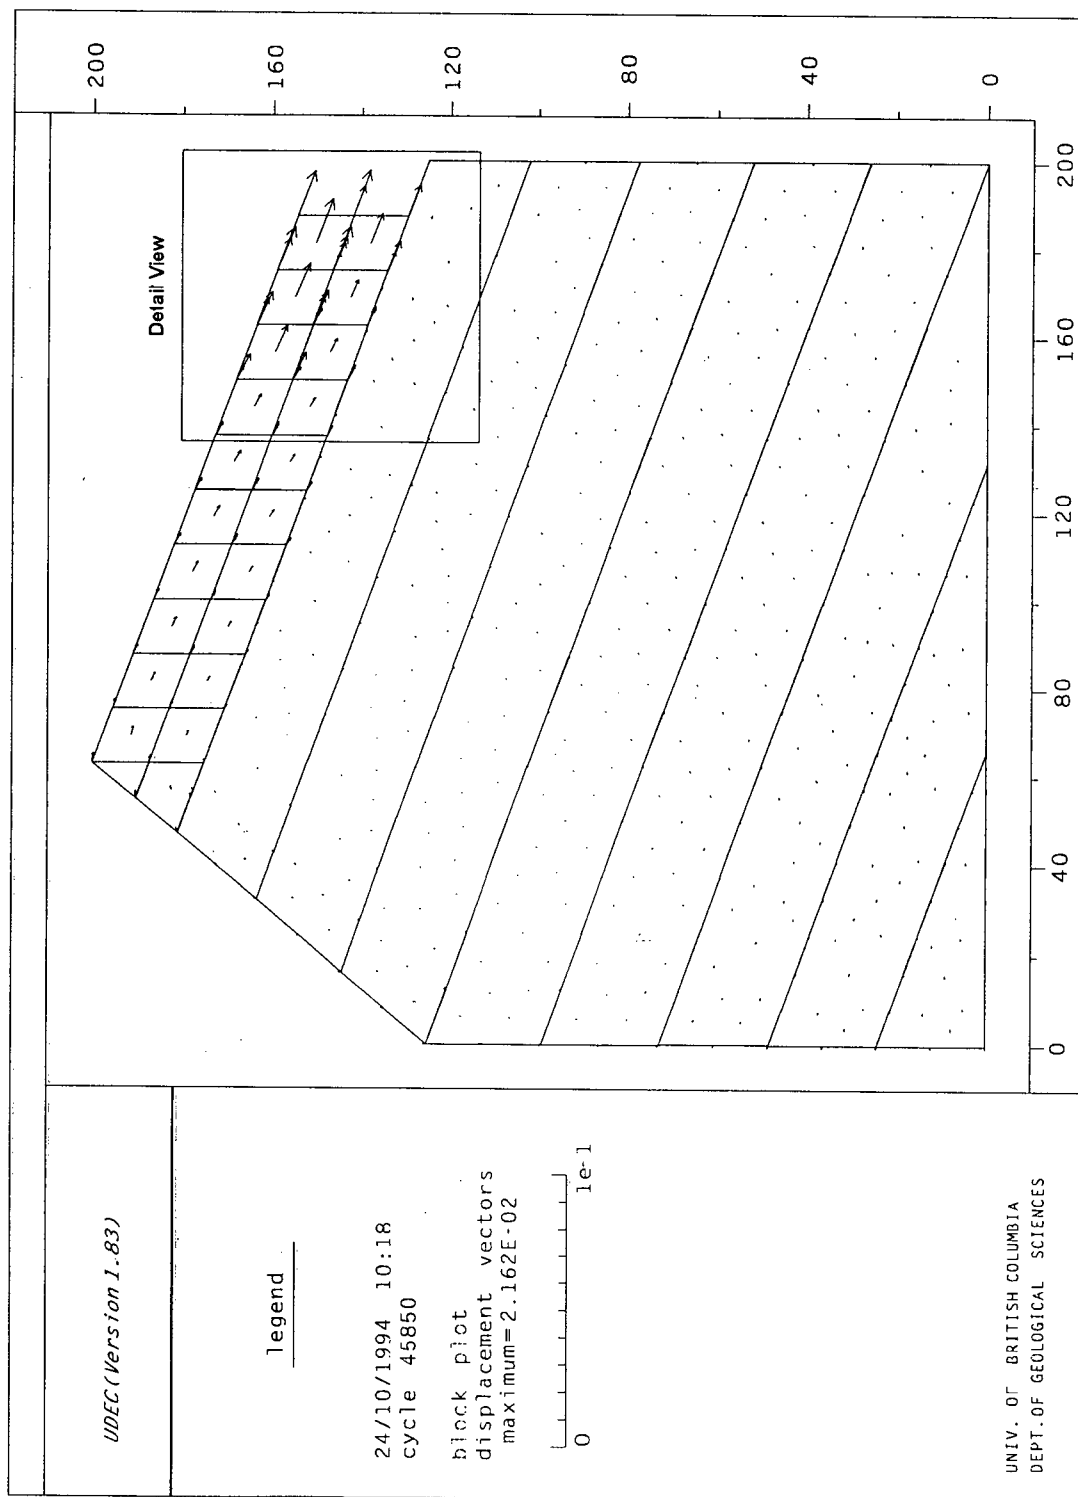 UDEC(Version 1.83)
legend
24/10/1994 10:18
cycle 45850
block plot
displacement vectors
maximum= 2.162E-02
0 1e-1
UNIV. OF BRITISH COLUMBIA
DEPT.OF GEOLOGICAL SCIENCES
Detail View
200
160
120
80
40
0
0 40 80 120 160 200